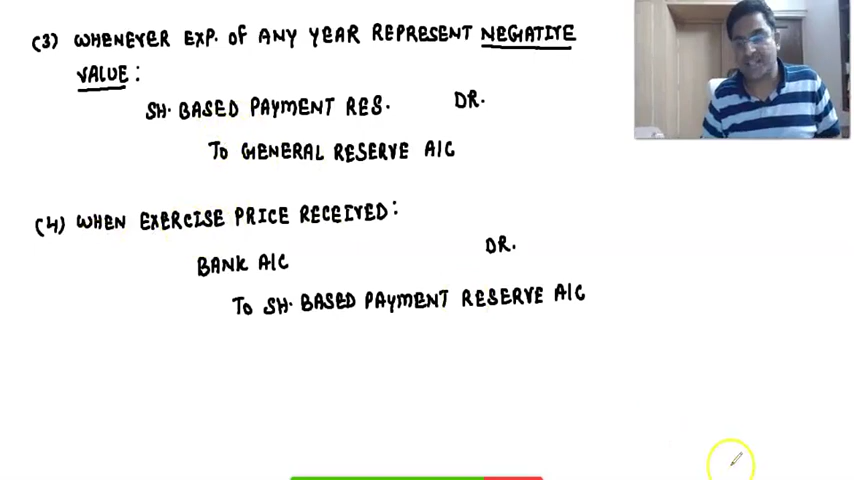 (3) WHENEVER EXP. OF ANY YEAR REPRESENT NEGATIVE
VALUE:
SH. BASED PAYMENT RES. DR.
TO GENERAL RESERVE A/C
(4) WHEN EXERCISE PRICE RECEIVED:
BANK A/C DR.
TO SH. BASED PAYMENT RESERVE A/C